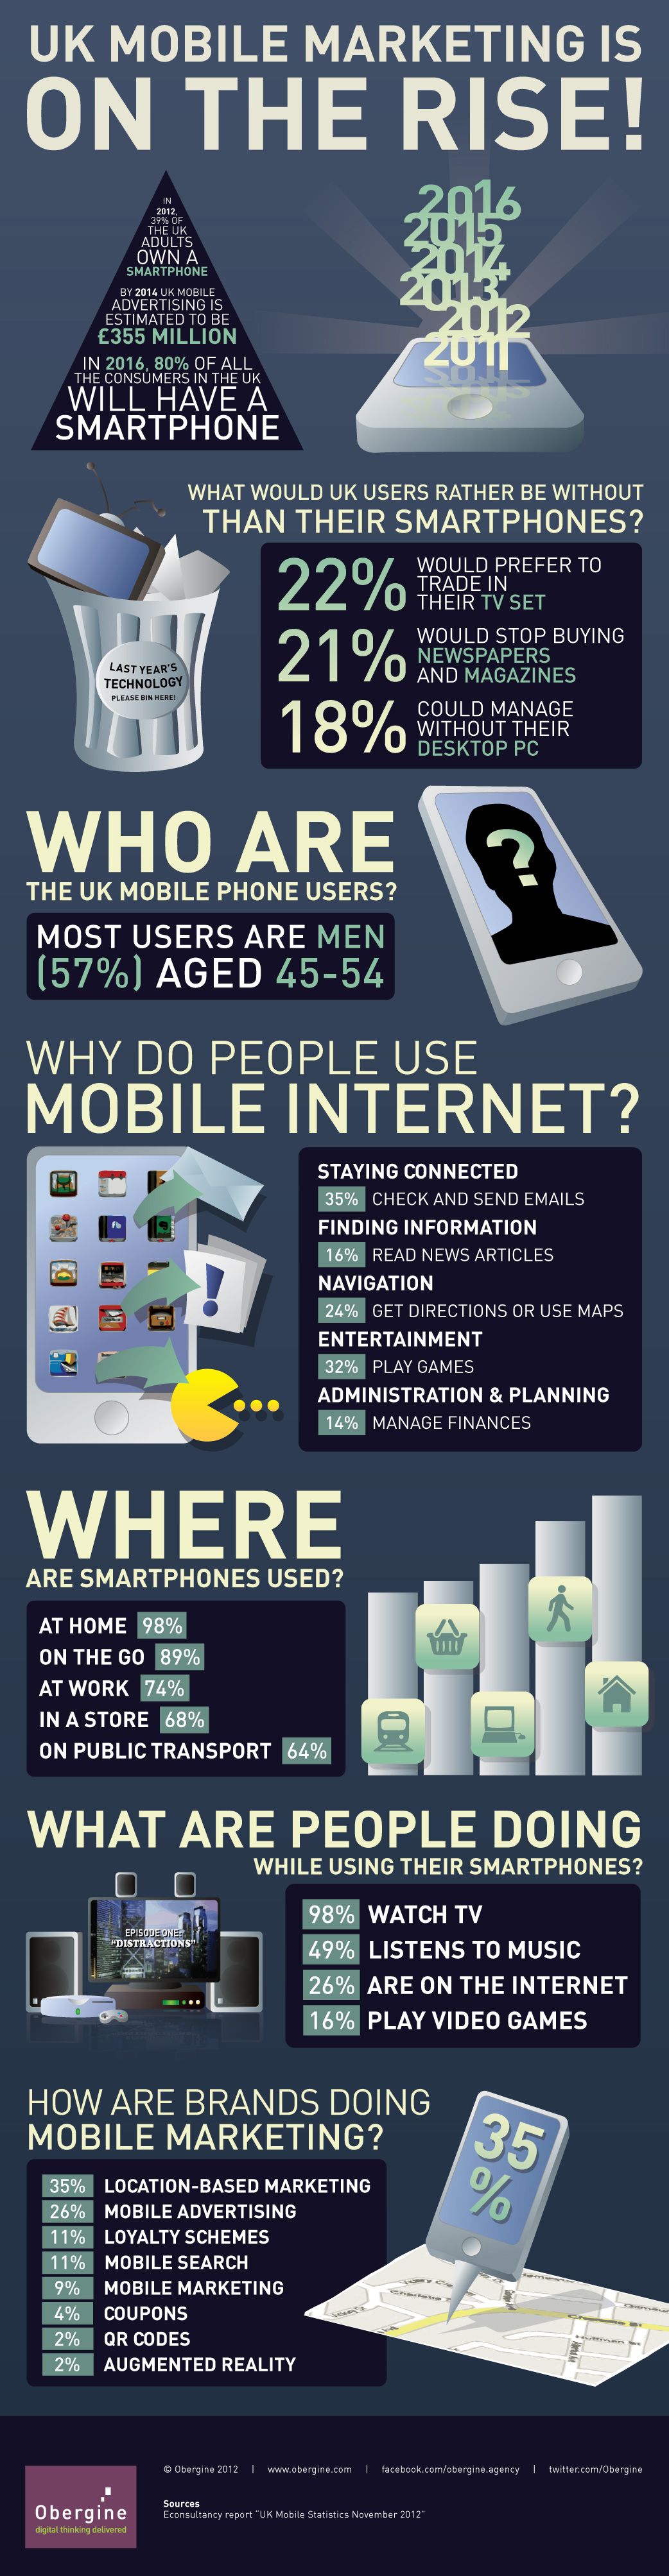 UK MOBILE MARKETING IS
ON THE RISE!
IN
2012,
39% OF
THE UK
ADULTS
OWN A
SMARTPHONE
BY 2014 UK MOBILE
ADVERTISING IS
ESTIMATED TO BE
£355 MILLION
IN 2016, 80% OF ALL
THE CONSUMERS IN THE UK
WILL HAVE A
SMARTPHONE
2016
2015
2014
2013
2012
2011
WHAT WOULD UK USERS RATHER BE WITHOUT
THAN THEIR SMARTPHONES?
LAST YEAR'S
TECHNOLOGY
PLEASE BIN HERE!
22% WOULD PREFER TO
TRADE IN
THEIR TV SET
21% WOULD STOP BUYING
NEWSPAPERS
AND MAGAZINES
18% COULD MANAGE
WITHOUT THEIR
DESKTOP PC
WHO ARE
THE UK MOBILE PHONE USERS?
MOST USERS ARE MEN
(57%) AGED 45-54
?
WHY DO PEOPLE USE
MOBILE INTERNET?
!
STAYING CONNECTED
35% CHECK AND SEND EMAILS
FINDING INFORMATION
16% READ NEWS ARTICLES
NAVIGATION
24% GET DIRECTIONS OR USE MAPS
ENTERTAINMENT
32% PLAY GAMES
ADMINISTRATION & PLANNING
14% MANAGE FINANCES
WHERE
ARE SMARTPHONES USED?
AT HOME 98%
ON THE GO 89%
AT WORK 74%
IN A STORE 68%
ON PUBLIC TRANSPORT 64%
WHAT ARE PEOPLE DOING
WHILE USING THEIR SMARTPHONES?
EPISODE ONE:
"DISTRACTIONS"
98% WATCH TV
49% LISTENS TO MUSIC
26% ARE ON THE INTERNET
16% PLAY VIDEO GAMES
HOW ARE BRANDS DOING
MOBILE MARKETING?
35%
35% LOCATION-BASED MARKETING
26% MOBILE ADVERTISING
11% LOYALTY SCHEMES
11% MOBILE SEARCH
9% MOBILE MARKETING
4% COUPONS
2% QR CODES
2% AUGMENTED REALITY
Obergine
digital thinking delivered
© Obergine 2012 | www.obergine.com | facebook.com/obergine.agency | twitter.com/Obergine
Sources
Econsultancy report "UK Mobile Statistics November 2012"